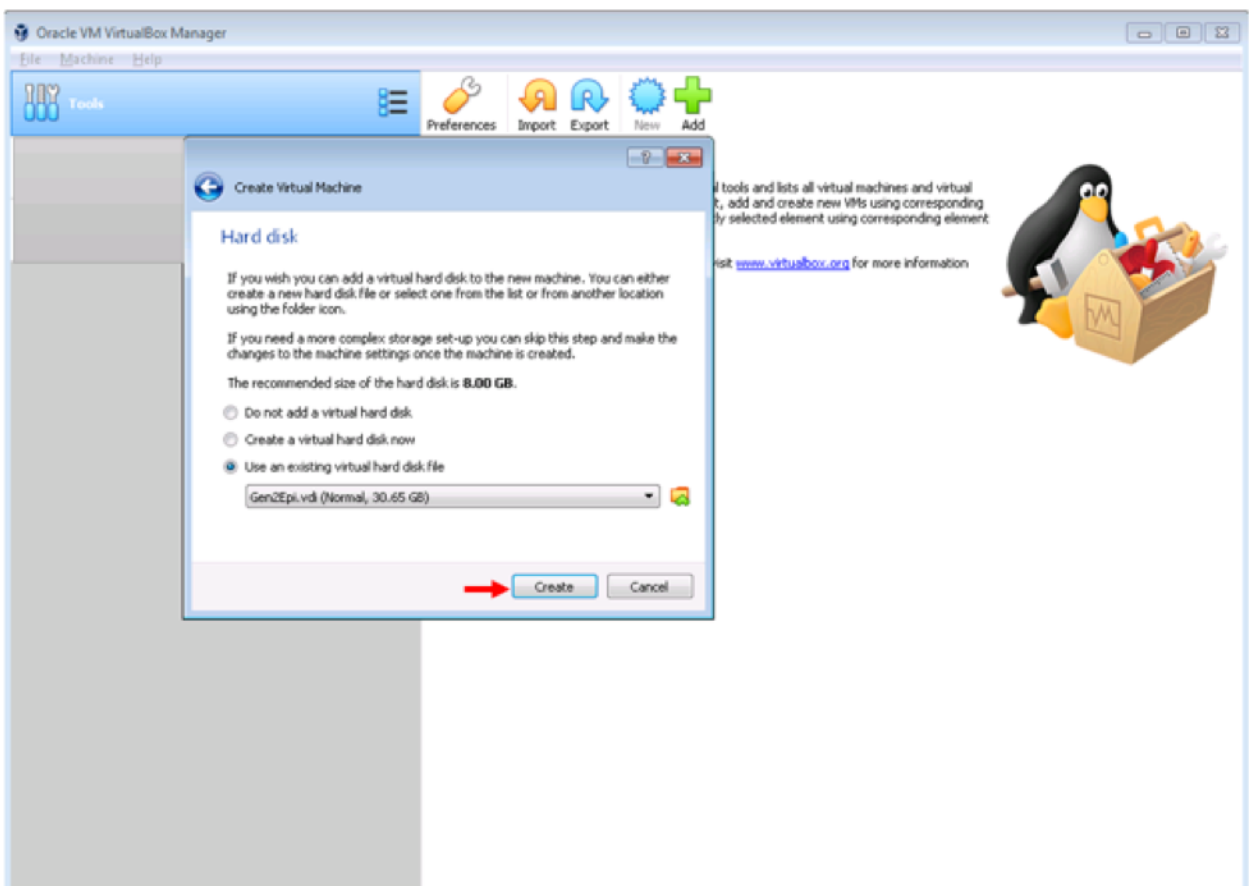 Oracle VM VirtualBox Manager
File Machine Help
Tools
Preferences Import Export New Add
Create Virtual Machine
l tools and lists all virtual machines and virtual
t, add and create new VMs using corresponding
ly selected element using corresponding element
isit www.virtualbox.org for more information
Hard disk
If you wish you can add a virtual hard disk to the new machine. You can either
create a new hard disk file or select one from the list or from another location
using the folder icon.
If you need a more complex storage set-up you can skip this step and make the
changes to the machine settings once the machine is created.
The recommended size of the hard disk is 8.00 GB.
Do not add a virtual hard disk
Create a virtual hard disk now
Use an existing virtual hard disk file
Gen2Epi.vdi (Normal, 30.65 GB)
Create Cancel